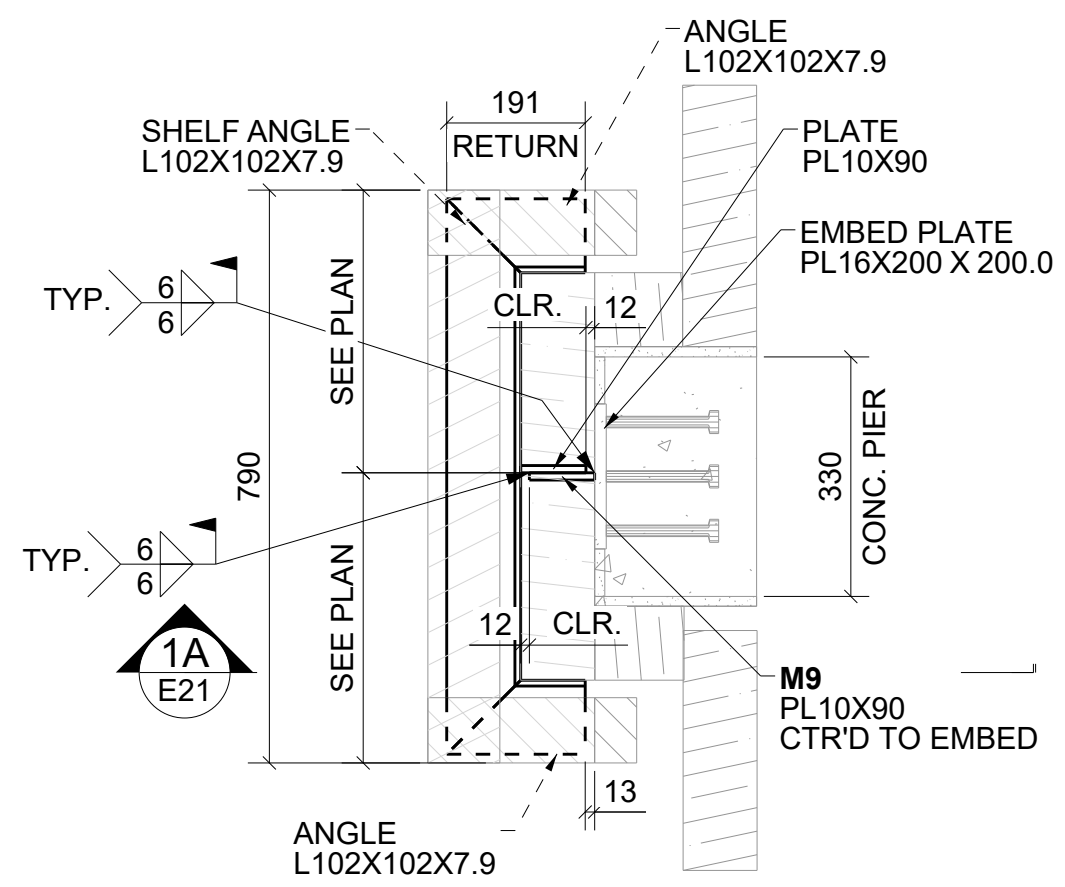 ANGLE
L102X102X7.9
191
RETURN
SHELF ANGLE
L102X102X7.9
PLATE
PL10X90
EMBED PLATE
PL16X200 X 200.0
TYP.
6
6
SEE PLAN
CLR.
12
790
330
CONC. PIER
TYP.
6
6
SEE PLAN
12
CLR.
1A
E21
M9
PL10X90
CTR'D TO EMBED
13
ANGLE
L102X102X7.9